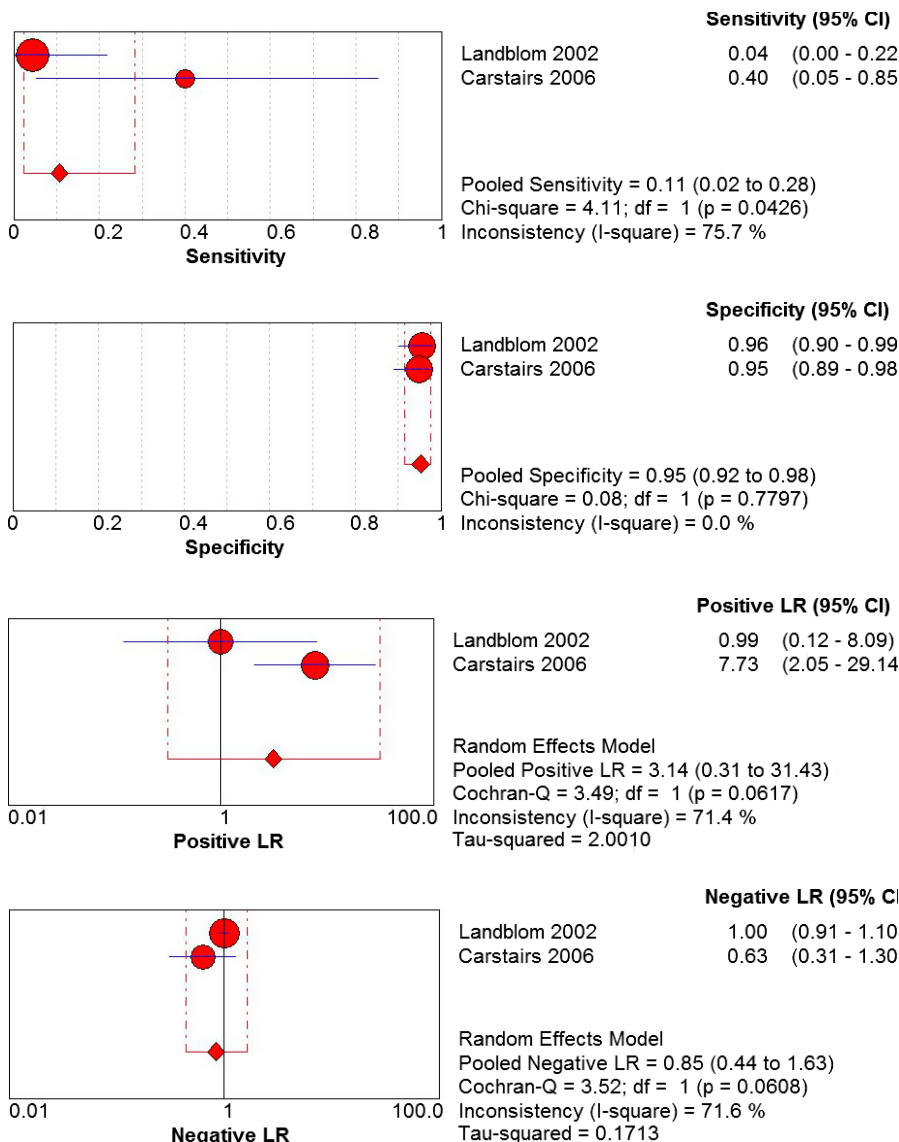 Sensitivity (95% CI)
Landblom 2002 0.04 (0.00 - 0.22
Carstairs 2006 0.40 (0.05 - 0.85
Pooled Sensitivity = 0.11 (0.02 to 0.28)
Chi-square = 4.11; df = 1 (p = 0.0426)
Inconsistency (I-square) = 75.7 %
0 0.2 0.4 0.6 0.8 1
Sensitivity
Specificity (95% CI)
Landblom 2002 0.96 (0.90 - 0.99
Carstairs 2006 0.95 (0.89 - 0.98
Pooled Specificity = 0.95 (0.92 to 0.98)
Chi-square = 0.08; df = 1 (p = 0.7797)
Inconsistency (I-square) = 0.0 %
0 0.2 0.4 0.6 0.8 1
Specificity
Positive LR (95% CI)
Landblom 2002 0.99 (0.12 - 8.09)
Carstairs 2006 7.73 (2.05 - 29.14
Random Effects Model
Pooled Positive LR = 3.14 (0.31 to 31.43)
Cochran-Q = 3.49; df = 1 (p = 0.0617)
Inconsistency (I-square) = 71.4 %
Tau-squared = 2.0010
0.01 1 100.0
Positive LR
Negative LR (95% C
Landblom 2002 1.00 (0.91 - 1.10
Carstairs 2006 0.63 (0.31 - 1.30
Random Effects Model
Pooled Negative LR = 0.85 (0.44 to 1.63)
Cochran-Q = 3.52; df = 1 (p = 0.0608)
Inconsistency (I-square) = 71.6 %
Tau-squared = 0.1713
0.01 1 100.0
Negative LR